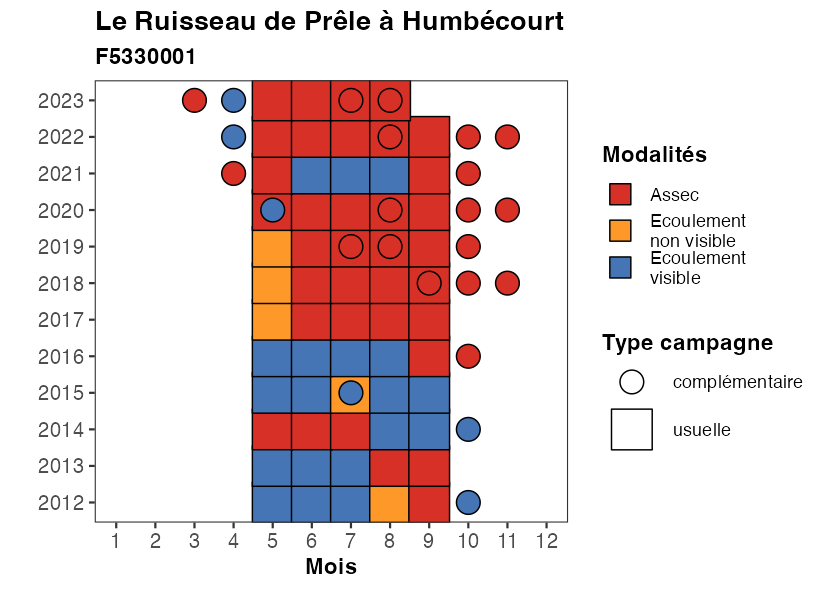 Le Ruisseau de Prêle à Humbécourt
F5330001
2023
2022
2021
2020
2019
2018
2017
2016
2015
2014
2013
2012
1 2 3 4 5 6 7 8 9 10 11 12
Mois
Modalités
Assec
Ecoulement
non visible
Ecoulement
visible
Type campagne
complémentaire
usuelle